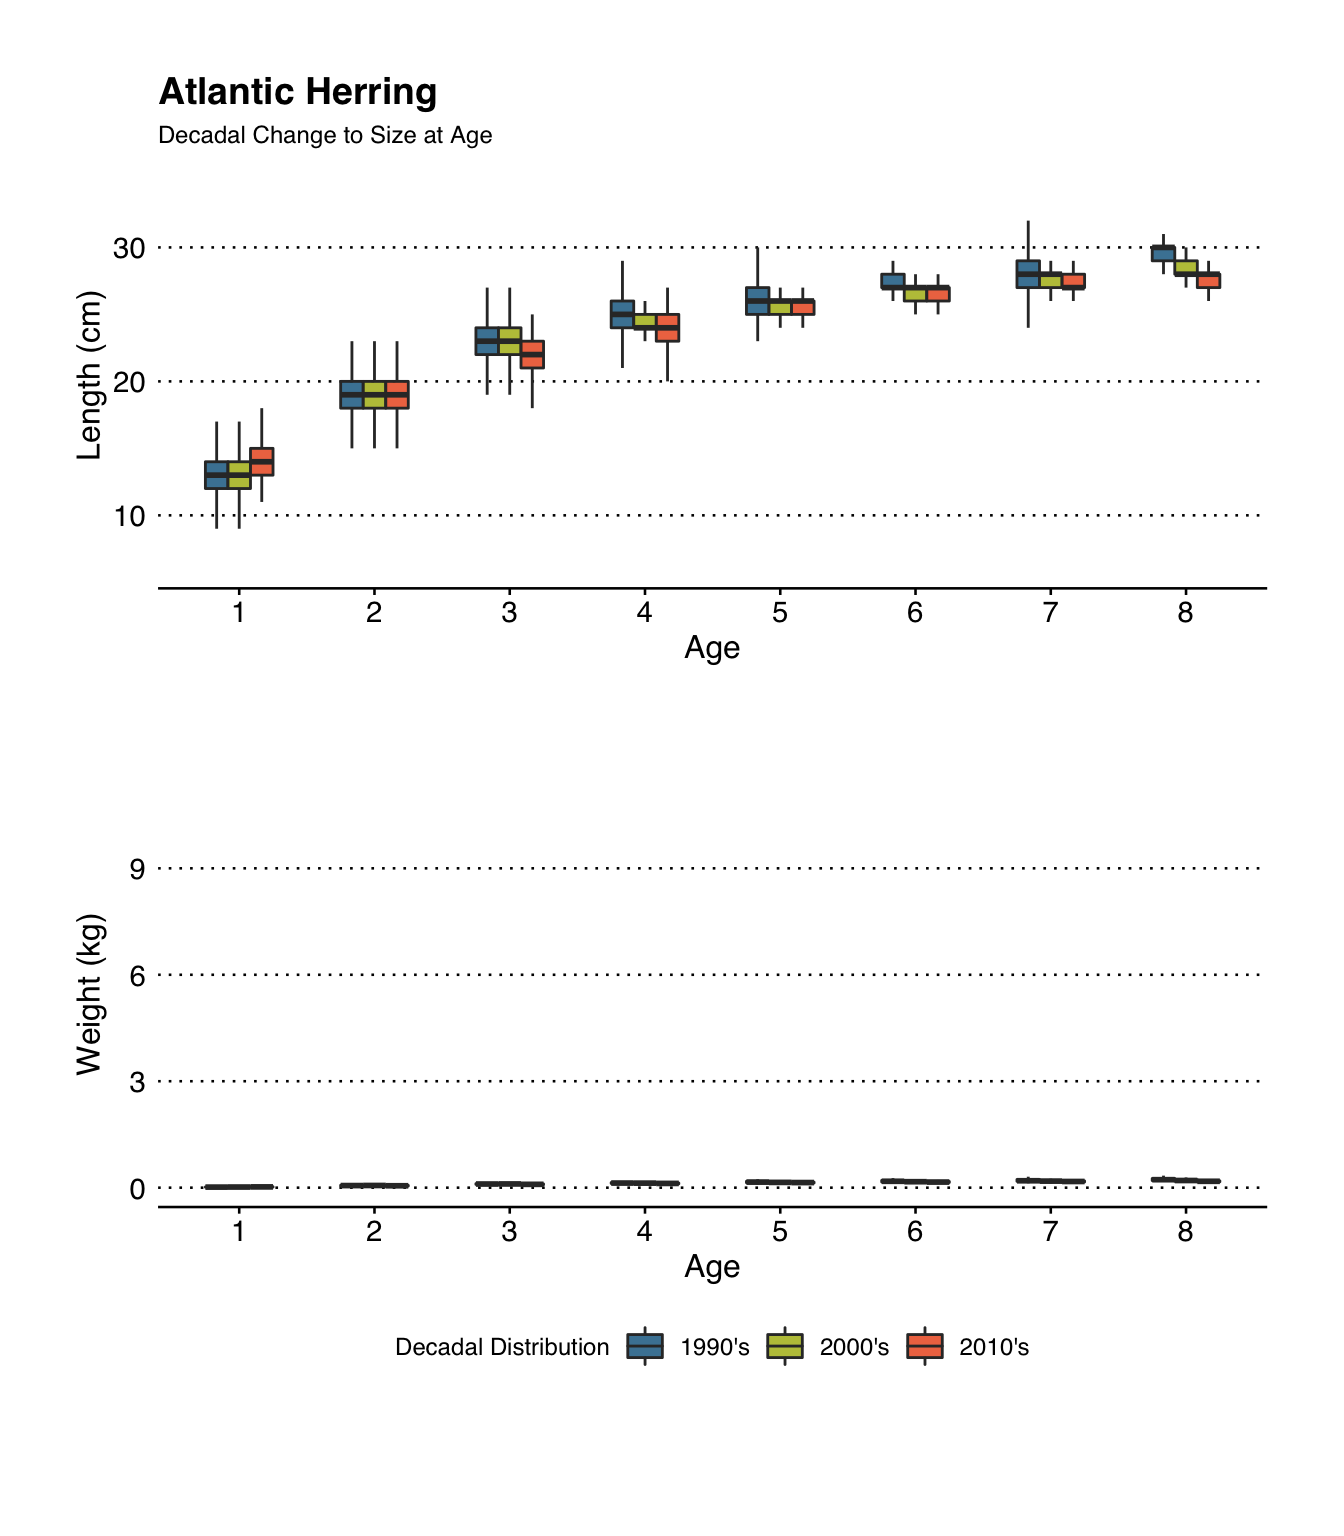 Atlantic Herring
Decadal Change to Size at Age
Length (cm)
30
20
10
1 2 3 4 5 6 7 8
Age
Weight (kg)
9
6
3
0
1 2 3 4 5 6 7 8
Age
Decadal Distribution 1990's 2000's 2010's